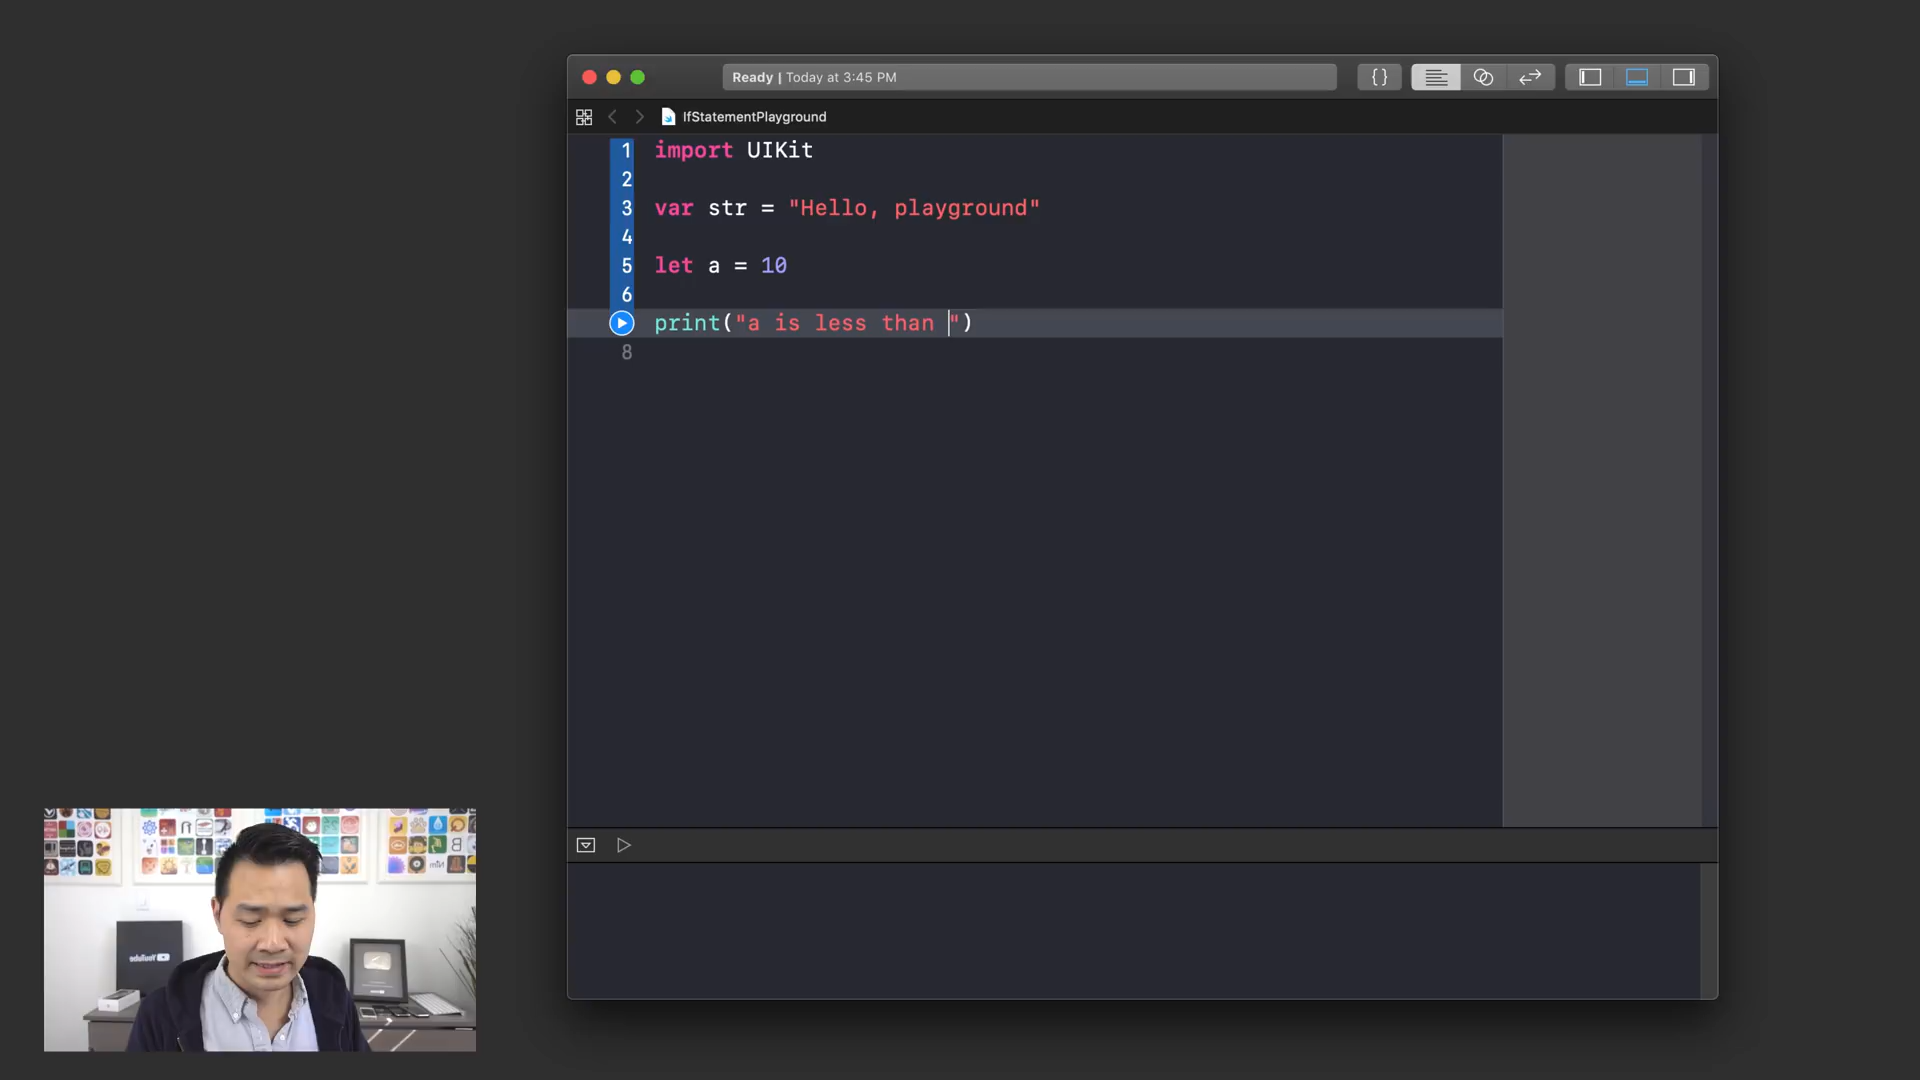 Ready | Today at 3:45 PM
{}
IfStatementPlayground
1 import UIKit
2
3 var str = "Hello, playground"
4
5 let a = 10
6
print("a is less than ")
8
YouTube